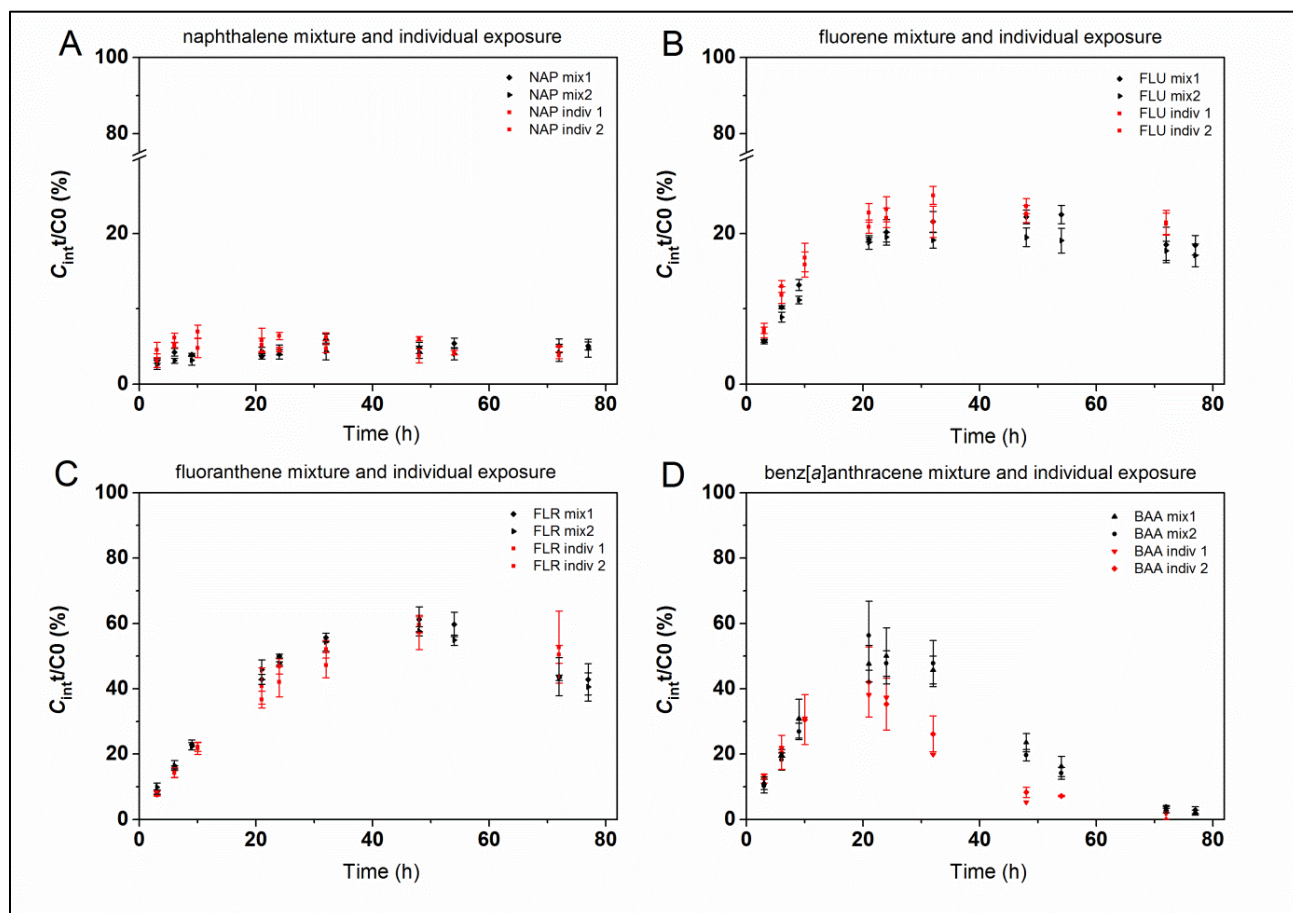 A
naphthalene mixture and individual exposure
100
80
20
0
NAP mix1
NAP mix2
NAP indiv 1
NAP indiv 2
Cintt/C0 (%)
0 20 40 60 80
Time (h)
B
fluorene mixture and individual exposure
100
80
20
0
FLU mix1
FLU mix2
FLU indiv 1
FLU indiv 2
Cintt/C0 (%)
0 20 40 60 80
Time (h)
C
fluoranthene mixture and individual exposure
100
80
60
40
20
0
FLR mix1
FLR mix2
FLR indiv 1
FLR indiv 2
Cintt/C0 (%)
0 20 40 60 80
Time (h)
D
benz[a]anthracene mixture and individual exposure
100
80
60
40
20
0
BAA mix1
BAA mix2
BAA indiv 1
BAA indiv 2
Cintt/C0 (%)
0 20 40 60 80
Time (h)